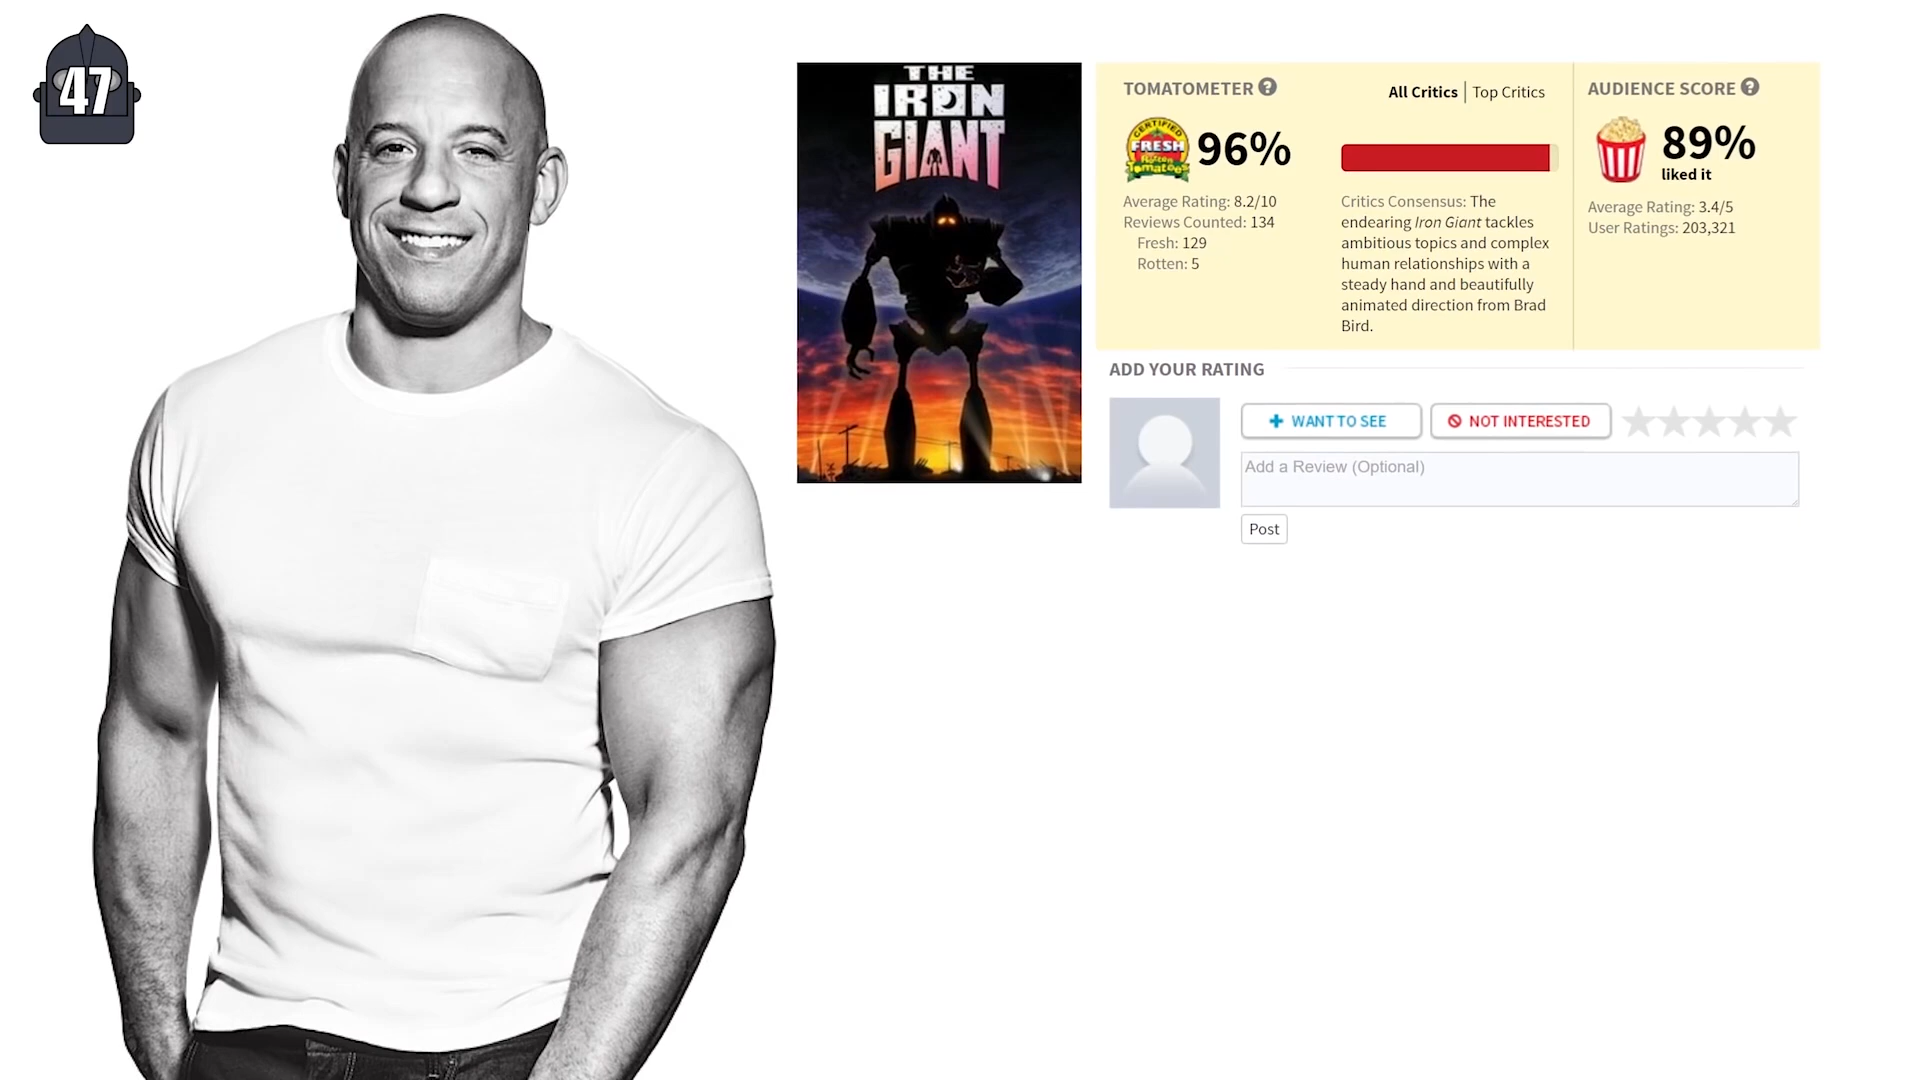 47
THE
IRON
GIANT
TOMATOMETER ?
All Critics | Top Critics
CERTIFIED
FRESH
Rotten
Tomatoes
96%
Average Rating: 8.2/10
Reviews Counted: 134
Fresh: 129
Rotten: 5
Critics Consensus: The
endearing Iron Giant tackles
ambitious topics and complex
human relationships with a
steady hand and beautifully
animated direction from Brad
Bird.
AUDIENCE SCORE ?
89%
liked it
Average Rating: 3.4/5
User Ratings: 203,321
ADD YOUR RATING
WANT TO SEE
NOT INTERESTED
Add a Review (Optional)
Post